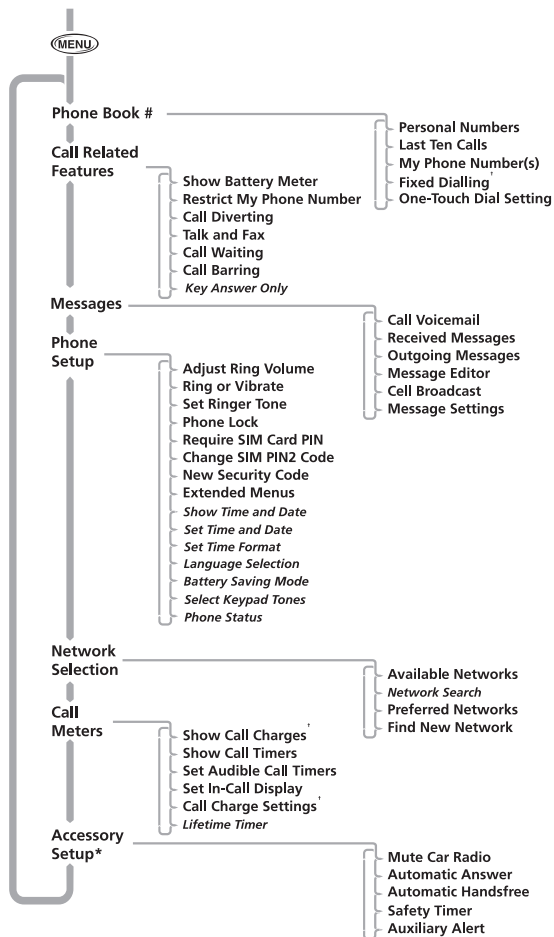 MENU
Phone Book #
Personal Numbers
Last Ten Calls
My Phone Number(s)
Fixed Dialling†
One-Touch Dial Setting
Call Related
Features
Show Battery Meter
Restrict My Phone Number
Call Diverting
Talk and Fax
Call Waiting
Call Barring
Key Answer Only
Messages
Call Voicemail
Received Messages
Outgoing Messages
Message Editor
Cell Broadcast
Message Settings
Phone
Setup
Adjust Ring Volume
Ring or Vibrate
Set Ringer Tone
Phone Lock
Require SIM Card PIN
Change SIM PIN2 Code
New Security Code
Extended Menus
Show Time and Date
Set Time and Date
Set Time Format
Language Selection
Battery Saving Mode
Select Keypad Tones
Phone Status
Network
Selection
Available Networks
Network Search
Preferred Networks
Find New Network
Call
Meters
Show Call Charges†
Show Call Timers
Set Audible Call Timers
Set In-Call Display
Call Charge Settings†
Lifetime Timer
Accessory
Setup*
Mute Car Radio
Automatic Answer
Automatic Handsfree
Safety Timer
Auxiliary Alert